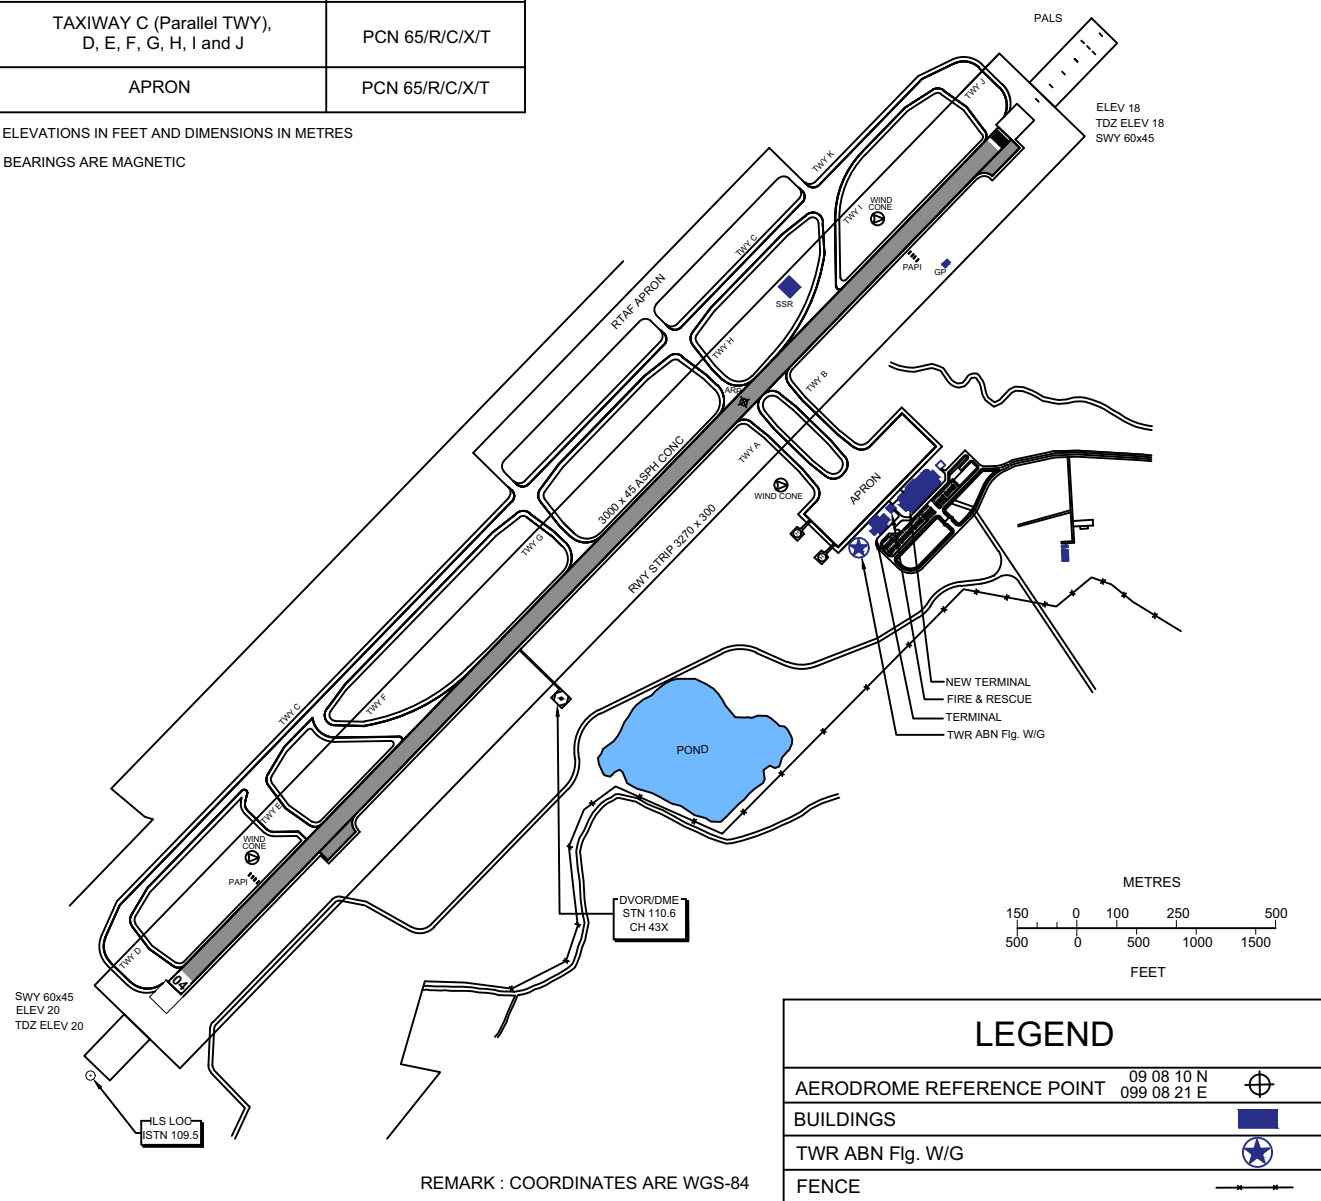 TAXIWAY C (Parallel TWY),
D, E, F, G, H, I and J
PCN 65/R/C/X/T
APRON
PCN 65/R/C/X/T
ELEVATIONS IN FEET AND DIMENSIONS IN METRES
BEARINGS ARE MAGNETIC
PALS
ELEV 18
TDZ ELEV 18
SWY 60x45
TWY J
TWY K
WIND
CONE
TWY I
TWY C
PAPI
GP
SSR
RTAF APRON
TWY H
TWY B
ARP
TWY A
3000 x 45 ASPH CONC
WIND CONE
APRON
TWY G
RWY STRIP 3270 x 300
NEW TERMINAL
FIRE & RESCUE
TERMINAL
TWR ABN Flg. W/G
TWY F
TWY C
POND
TWY E
WIND
CONE
PAPI
DVOR/DME
STN 110.6
CH 43X
TWY D
04
SWY 60x45
ELEV 20
TDZ ELEV 20
ILS LOC
ISTN 109.5
METRES
150 0 100 250 500
500 0 500 1000 1500
FEET
LEGEND
AERODROME REFERENCE POINT 09 08 10 N
099 08 21 E
BUILDINGS
TWR ABN Flg. W/G
FENCE
REMARK : COORDINATES ARE WGS-84